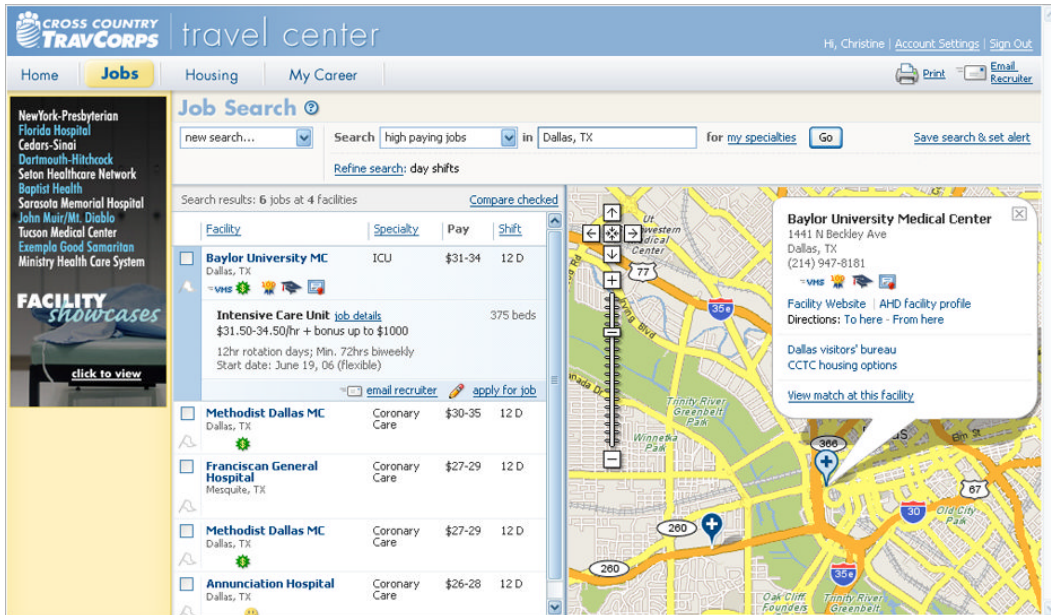 CROSS COUNTRY
TRAVCORPS
travel center
Hi, Christine | Account Settings | Sign Out
Home
Jobs
Housing
My Career
Print
Email Recruiter
NewYork-Presbyterian
Florida Hospital
Cedars-Sinai
Dartmouth-Hitchcock
Seton Healthcare Network
Baptist Health
Sarasota Memorial Hospital
John Muir/Mt. Diablo
Tucson Medical Center
Exempla Good Samaritan
Ministry Health Care System
FACILITY
showcases
click to view
Job Search
new search...
Search high paying jobs in Dallas, TX for my specialties Go
Save search & set alert
Refine search: day shifts
Search results: 6 jobs at 4 facilities
Compare checked
Facility Specialty Pay Shift
Baylor University MC ICU $31-34 12 D
Dallas, TX
VHS
Intensive Care Unit job details 375 beds
$31.50-34.50/hr + bonus up to $1000
12hr rotation days; Min. 72hrs biweekly
Start date: June 19, 06 (flexible)
email recruiter apply for job
Methodist Dallas MC Coronary Care $30-35 12 D
Dallas, TX
Franciscan General Hospital Coronary Care $27-29 12 D
Mesquite, TX
Methodist Dallas MC Coronary Care $27-29 12 D
Dallas, TX
Annunciation Hospital Coronary Care $26-28 12 D
Dallas, TX
Baylor University Medical Center
1441 N Beckley Ave
Dallas, TX
(214) 947-8181
VHS
Facility Website | AHD facility profile
Directions: To here - From here
Dallas visitors' bureau
CCTC housing options
View match at this facility
Center
77
35e
Irving Blvd
Trinity River
Greenbelt
Park
Winnetka
Park
366
Elm St
67
30
Old City
Park
260
260
35e
Oak Cliff
Founders
Trinity River
Greenbelt